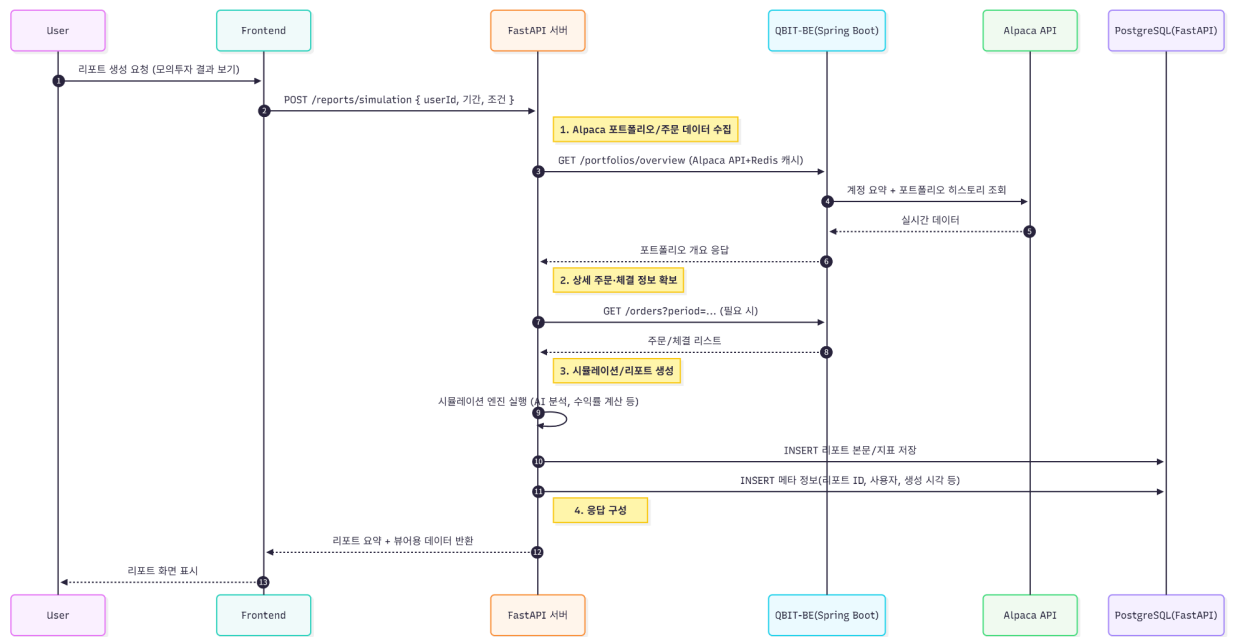 User
Frontend
FastAPI 서버
QBIT-BE(Spring Boot)
Alpaca API
PostgreSQL(FastAPI)
리포트 생성 요청 (모의투자 결과 보기)
1
POST /reports/simulation { userId, 기간, 조건 }
2
1. Alpaca 포트폴리오/주문 데이터 수집
GET /portfolios/overview (Alpaca API+Redis 캐시)
3
계정 요약 + 포트폴리오 히스토리 조회
4
실시간 데이터
5
포트폴리오 개요 응답
6
2. 상세 주문·체결 정보 확보
GET /orders?period=... (필요 시)
7
주문/체결 리스트
8
3. 시뮬레이션/리포트 생성
시뮬레이션 엔진 실행 (AI 분석, 수익률 계산 등)
9
INSERT 리포트 본문/지표 저장
10
INSERT 메타 정보(리포트 ID, 사용자, 생성 시각 등)
11
4. 응답 구성
리포트 요약 + 뷰어용 데이터 반환
12
리포트 화면 표시
13
User
Frontend
FastAPI 서버
QBIT-BE(Spring Boot)
Alpaca API
PostgreSQL(FastAPI)